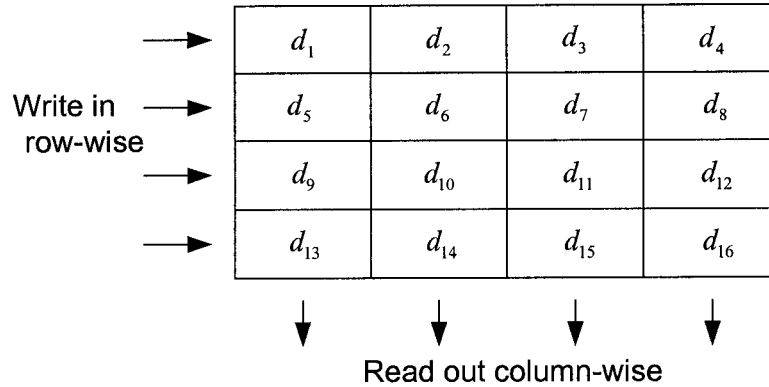 d₁ d₂ d₃ d₄
Write in
row-wise
d₅ d₆ d₇ d₈
d₉ d₁₀ d₁₁ d₁₂
d₁₃ d₁₄ d₁₅ d₁₆
Read out column-wise